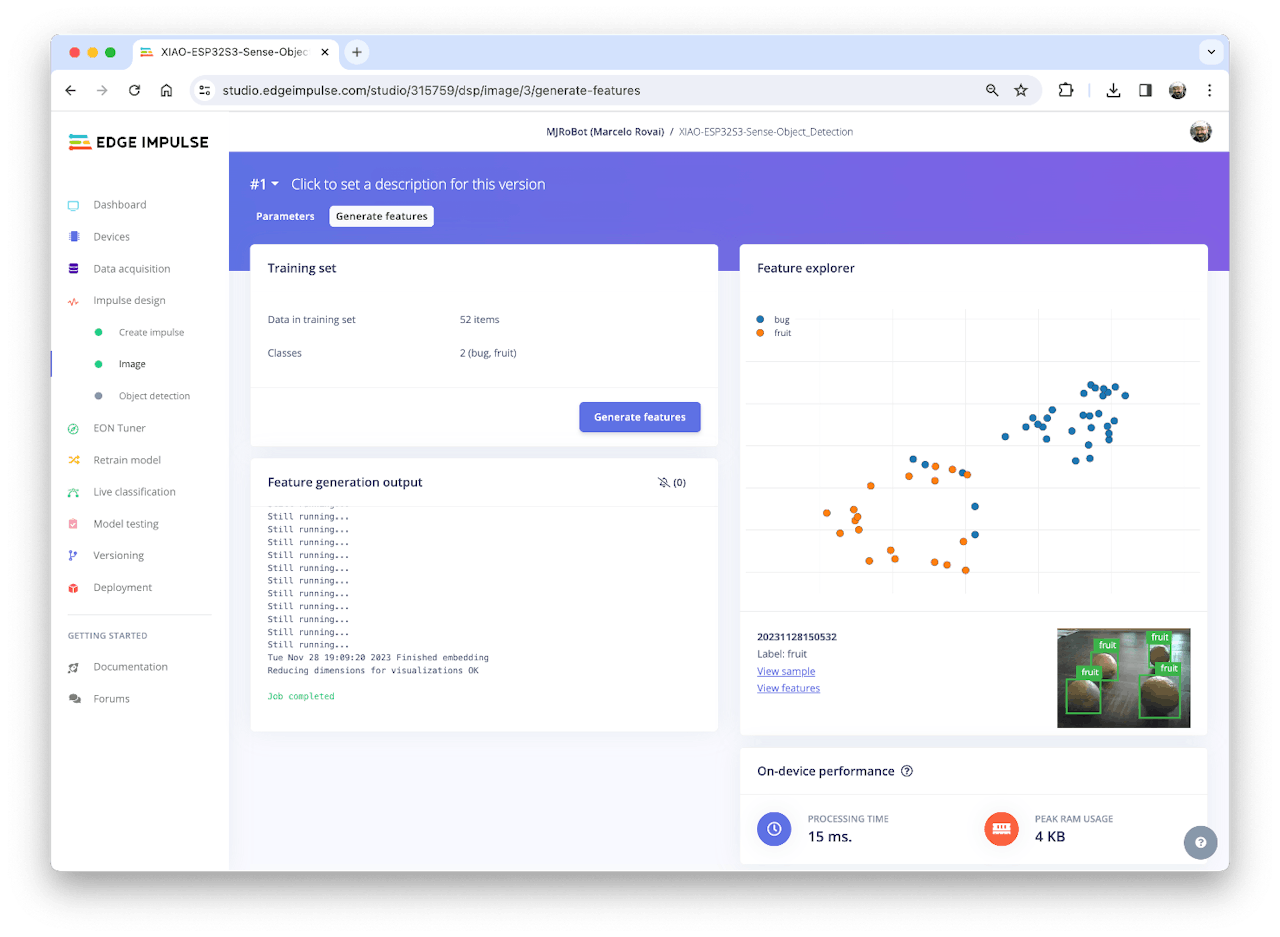 XIAO-ESP32S3-Sense-Objec
studio.edgeimpulse.com/studio/315759/dsp/image/3/generate-features
EDGE IMPULSE
MJRoBot (Marcelo Rovai) / XIAO-ESP32S3-Sense-Object_Detection
Dashboard
Devices
Data acquisition
Impulse design
Create impulse
Image
Object detection
EON Tuner
Retrain model
Live classification
Model testing
Versioning
Deployment
GETTING STARTED
Documentation
Forums
#1 Click to set a description for this version
Parameters Generate features
Training set
Data in training set 52 items
Classes 2 (bug, fruit)
Generate features
Feature generation output (0)
Still running...
Still running...
Still running...
Still running...
Still running...
Still running...
Still running...
Still running...
Still running...
Still running...
Still running...
Tue Nov 28 19:09:20 2023 Finished embedding
Reducing dimensions for visualizations OK
Job completed
Feature explorer
bug
fruit
20231128150532
Label: fruit
View sample
View features
fruit
fruit
fruit
fruit
On-device performance ?
PROCESSING TIME
15 ms.
PEAK RAM USAGE
4 KB
?